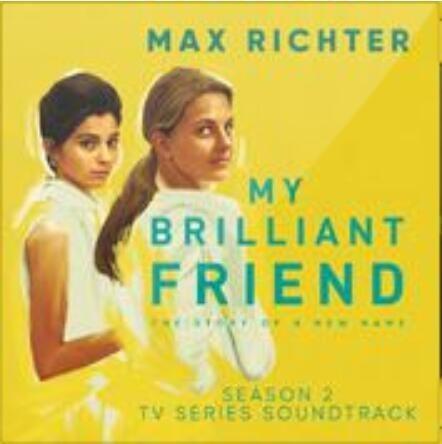 MAX RICHTER
MY
BRILLIANT
FRIEND
THE STORY OF A NEW NAME
SEASON 2
TV SERIES SOUNDTRACK